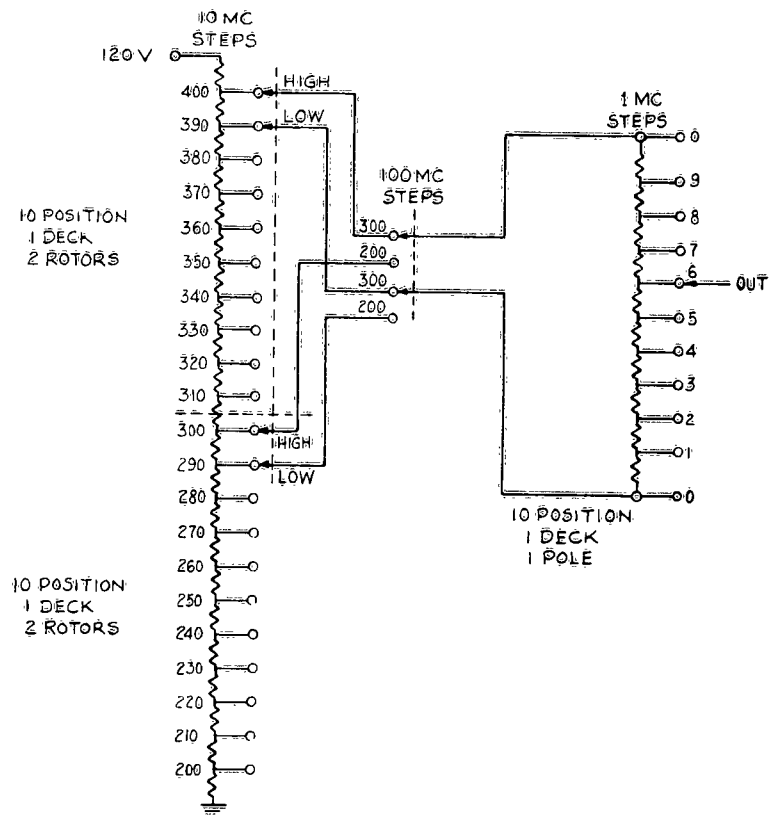 10 MC
STEPS
120 V
400
390
380
370
360
350
340
330
320
310
300
290
280
270
260
250
240
230
220
210
200
10 POSITION
1 DECK
2 ROTORS
10 POSITION
1 DECK
2 ROTORS
HIGH
LOW
HIGH
LOW
100 MC
STEPS
300
200
300
200
1 MC
STEPS
0
9
8
7
6
5
4
3
2
1
0
OUT
10 POSITION
1 DECK
1 POLE